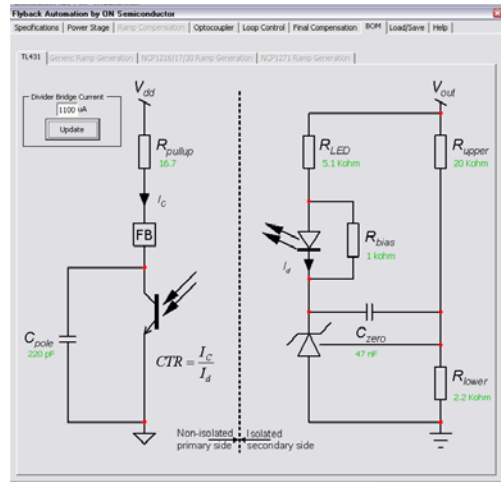 Flyback Automation by ON Semiconductor
Specifications Power Stage Ramp Compensation Optocoupler Loop Control Final Compensation BOM Load/Save Help
TL431 Generic Ramp Generation NCP1216/17/30 Ramp Generation NCP1271 Ramp Generation
Divider Bridge Current
1100 uA
Update
Vdd
Rpullup
16.7
Ic
FB
Cpole
220 pF
CTR = IC / Id
Vout
RLED
5.1 Kohm
Rupper
20 Kohm
Rbias
1 kohm
Id
Czero
47 nF
Rlower
2.2 Kohm
Non-isolated primary side
Isolated secondary side